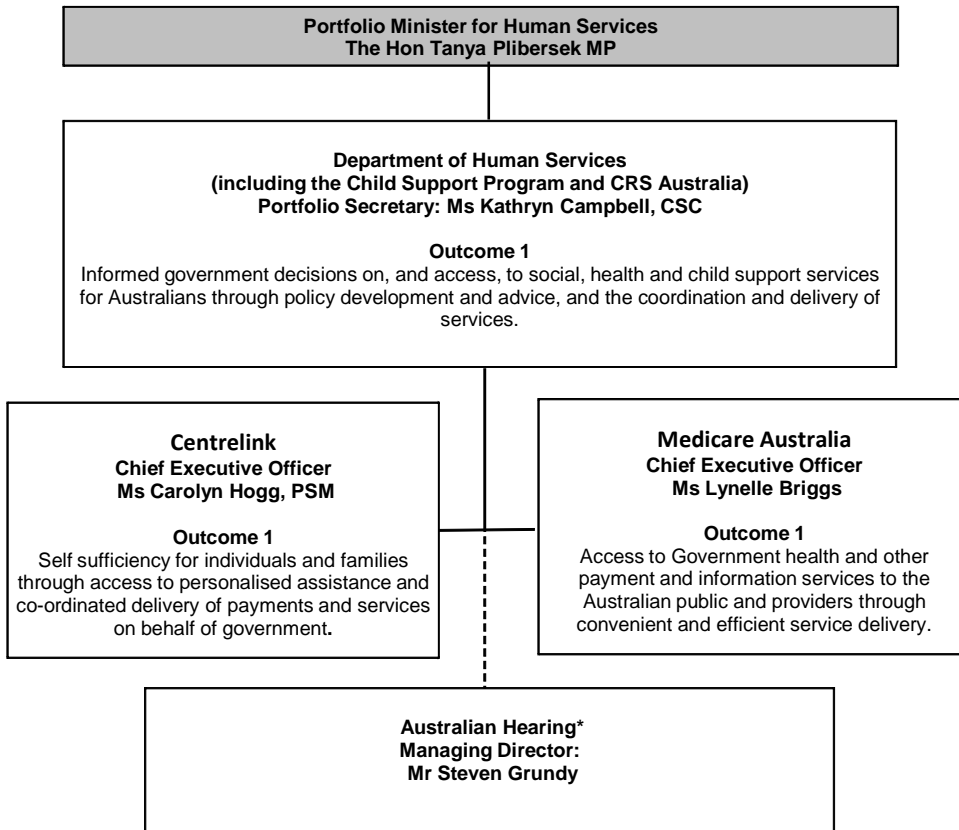 Portfolio Minister for Human Services
The Hon Tanya Plibersek MP
Department of Human Services
(including the Child Support Program and CRS Australia)
Portfolio Secretary: Ms Kathryn Campbell, CSC
Outcome 1
Informed government decisions on, and access, to social, health and child support services
for Australians through policy development and advice, and the coordination and delivery of
services.
Centrelink
Chief Executive Officer
Ms Carolyn Hogg, PSM
Outcome 1
Self sufficiency for individuals and families
through access to personalised assistance and
co-ordinated delivery of payments and services
on behalf of government.
Medicare Australia
Chief Executive Officer
Ms Lynelle Briggs
Outcome 1
Access to Government health and other
payment and information services to the
Australian public and providers through
convenient and efficient service delivery.
Australian Hearing*
Managing Director:
Mr Steven Grundy